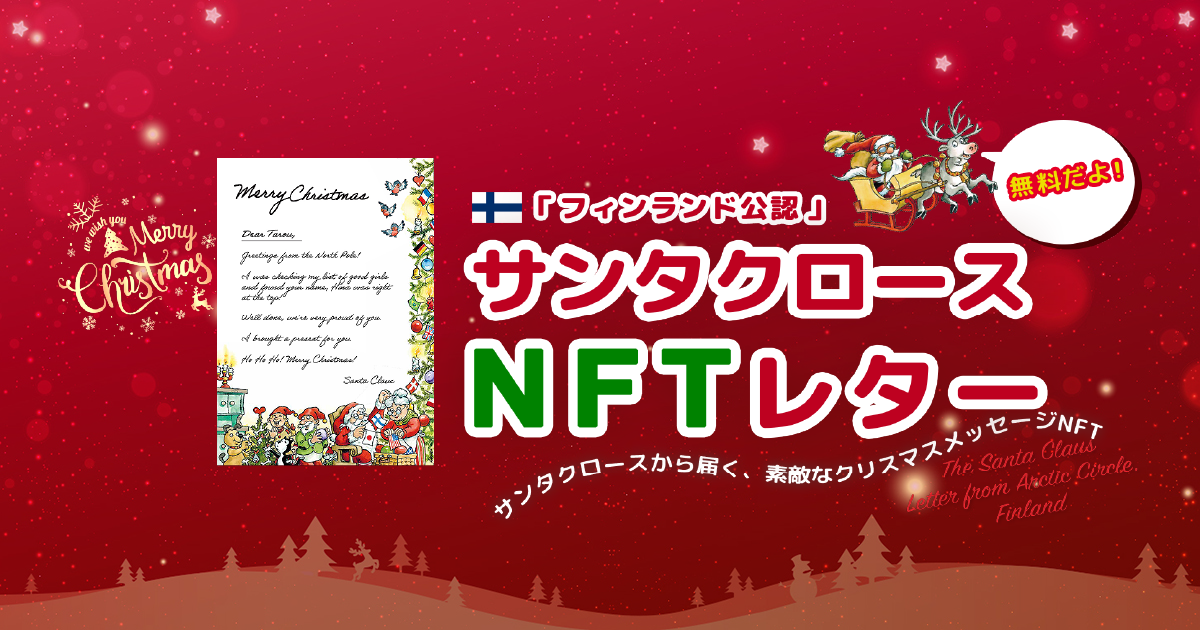 we wish you
Merry
Christmas
Merry Christmas
Dear Tarou,
Greetings from the North Pole!
I was checking my list of good girls
and found your name, Hina was right
at the top!
Well done, we're very proud of you.
I brought a present for you
Ho Ho Ho! Merry Christmas!
Santa Claus
「フィンランド公認」
無料だよ!
サンタクロース
NFTレター
サンタクロースから届く、素敵なクリスマスメッセージNFT
The Santa Claus
Letter from Arctic Circle,
Finland